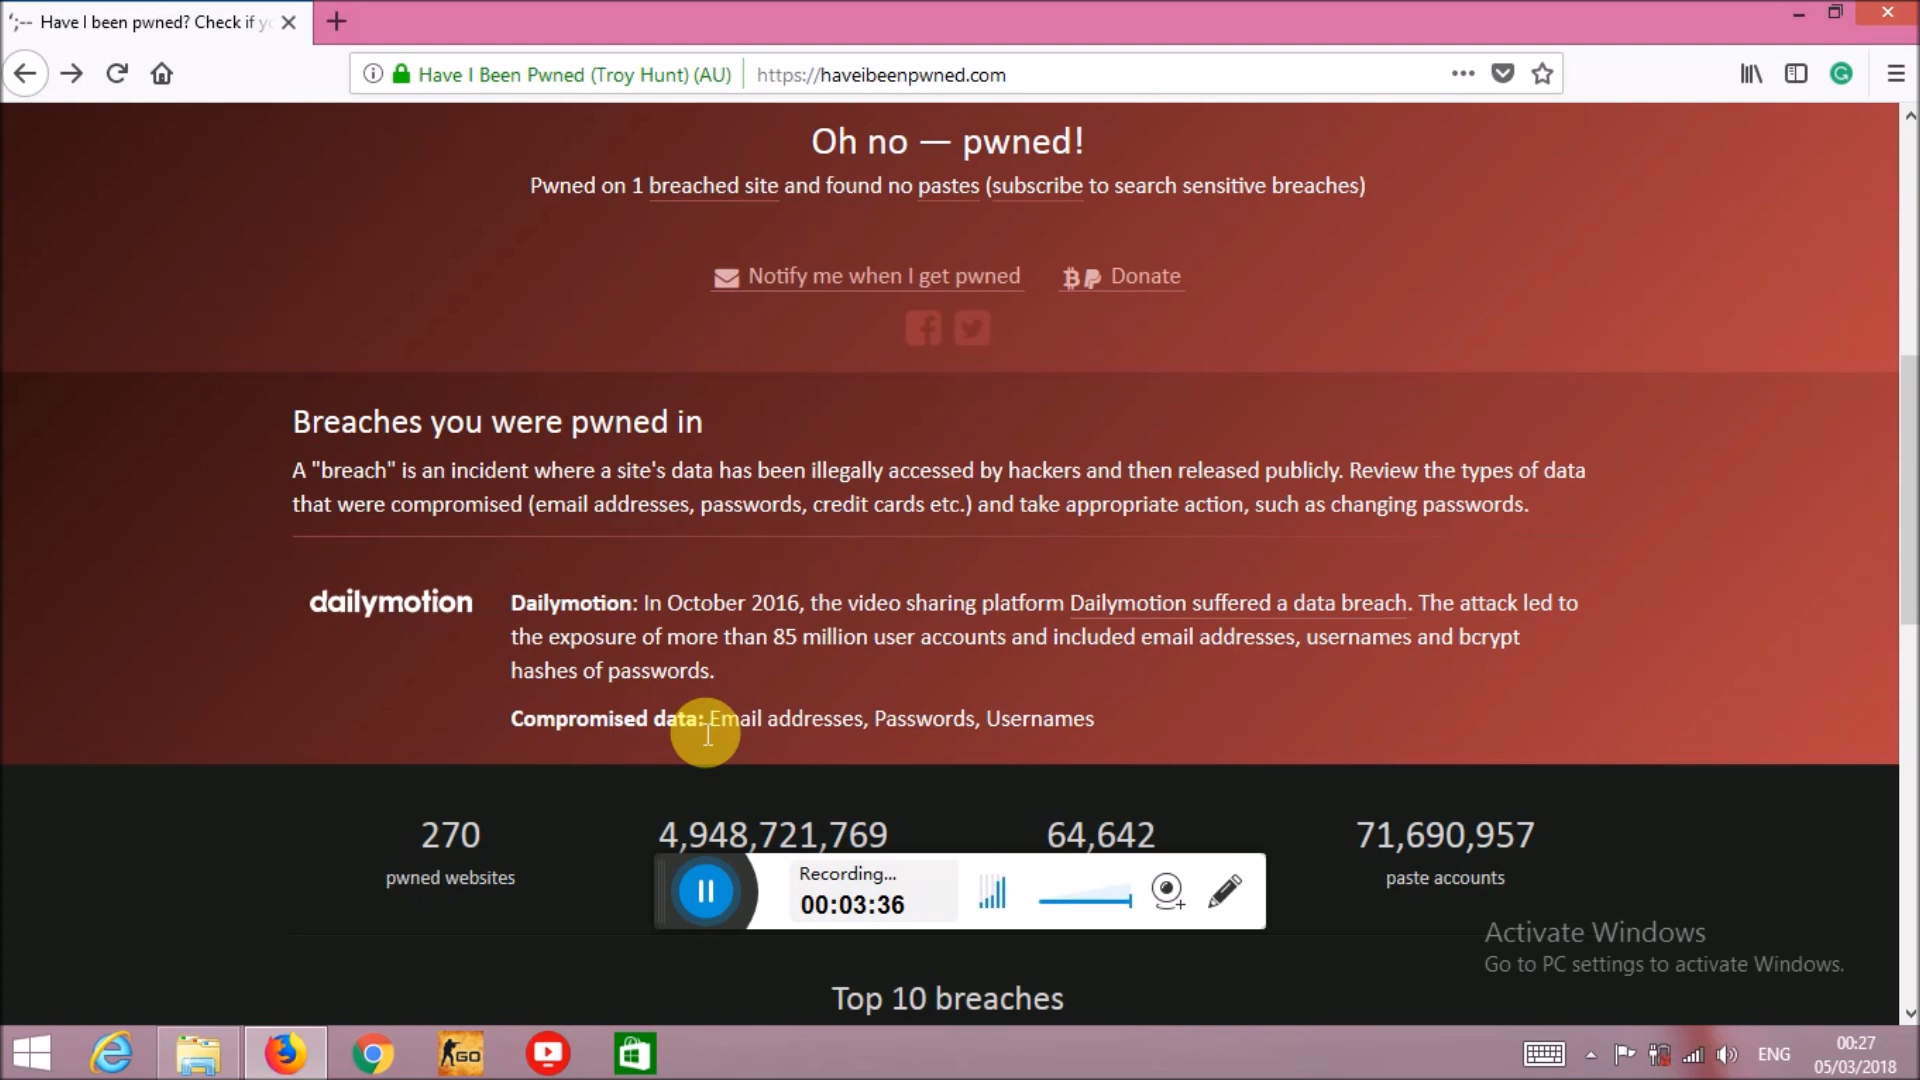 ';-- Have I been pwned? Check if yo
Have I Been Pwned (Troy Hunt) (AU)
https://haveibeenpwned.com
Oh no — pwned!
Pwned on 1 breached site and found no pastes (subscribe to search sensitive breaches)
Notify me when I get pwned
Donate
Breaches you were pwned in
A "breach" is an incident where a site's data has been illegally accessed by hackers and then released publicly. Review the types of data
that were compromised (email addresses, passwords, credit cards etc.) and take appropriate action, such as changing passwords.
dailymotion
Dailymotion: In October 2016, the video sharing platform Dailymotion suffered a data breach. The attack led to
the exposure of more than 85 million user accounts and included email addresses, usernames and bcrypt
hashes of passwords.
Compromised data: Email addresses, Passwords, Usernames
270
4,948,721,769
64,642
71,690,957
pwned websites
paste accounts
Recording...
00:03:36
Activate Windows
Go to PC settings to activate Windows.
Top 10 breaches
GO
ENG
00:27
05/03/2018